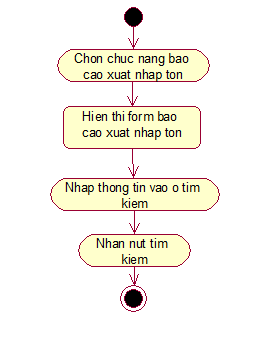 Chon chuc nang bao
cao xuat nhap ton
Hien thi form bao
cao xuat nhap ton
Nhap thong tin vao o tim
kiem
Nhan nut tim
kiem